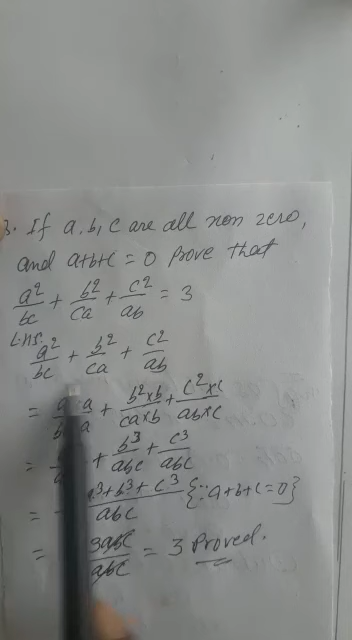 3. If a,b,c are all non zero,
and a+b+c = 0 Prove that
a²/bc + b²/ca + c²/ab = 3
L.H.S.
a²/bc + b²/ca + c²/ab
= + b²×b/ca×b + c²×c/ab×c
= + b³/abc + c³/abc
= a³+b³+c³/abc {∵a+b+c=0}
= 3abc/abc = 3 Proved.